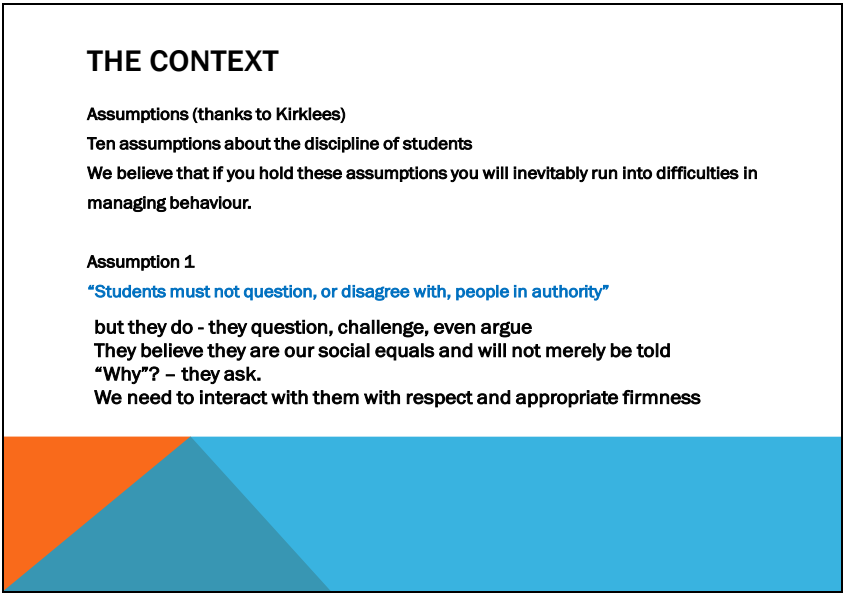 THE CONTEXT
Assumptions (thanks to Kirklees)
Ten assumptions about the discipline of students
We believe that if you hold these assumptions you will inevitably run into difficulties in
managing behaviour.
Assumption 1
“Students must not question, or disagree with, people in authority”
but they do - they question, challenge, even argue
They believe they are our social equals and will not merely be told
“Why”? – they ask.
We need to interact with them with respect and appropriate firmness